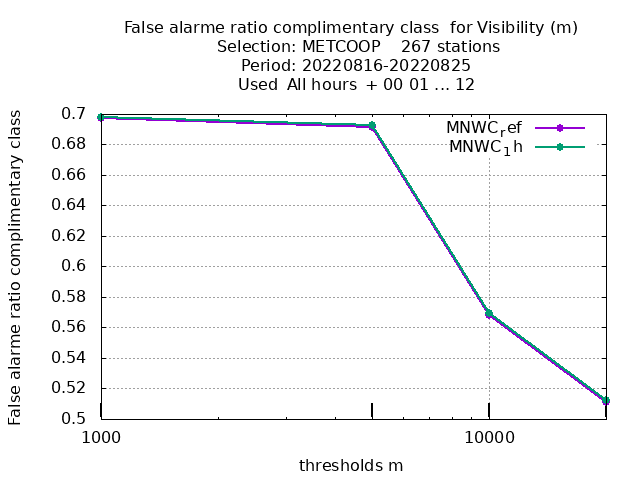 False alarme ratio complimentary class  for Visibility (m)
Selection: METCOOP    267 stations
Period: 20220816-20220825
Used  All hours  + 00 01 ... 12
False alarme ratio complimentary class
0.7
0.68
0.66
0.64
0.62
0.6
0.58
0.56
0.54
0.52
0.5
MNWC_ref
MNWC_1h
1000
10000
thresholds m